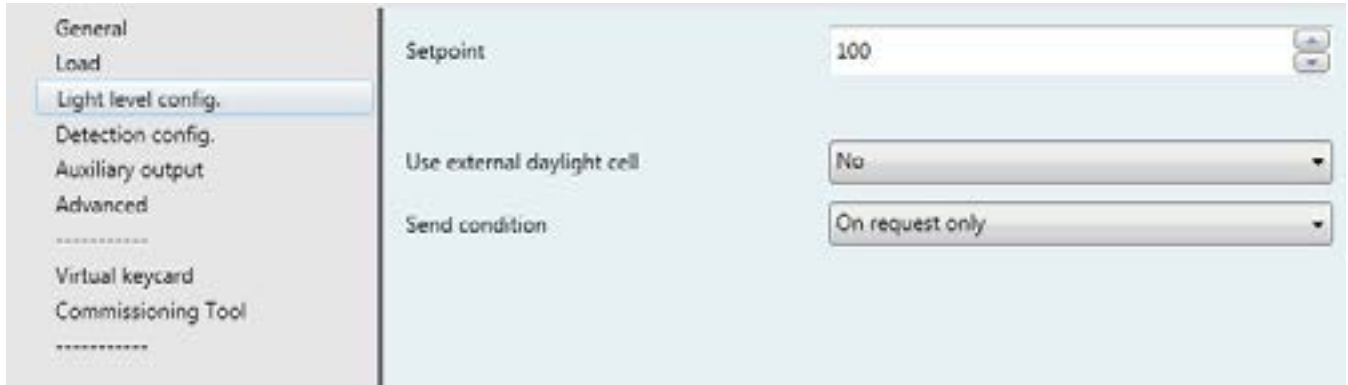 General
Load
Light level config.
Detection config.
Auxiliary output
Advanced
-----------
Virtual keycard
Commissioning Tool
-----------
Setpoint 100
Use external daylight cell No
Send condition On request only